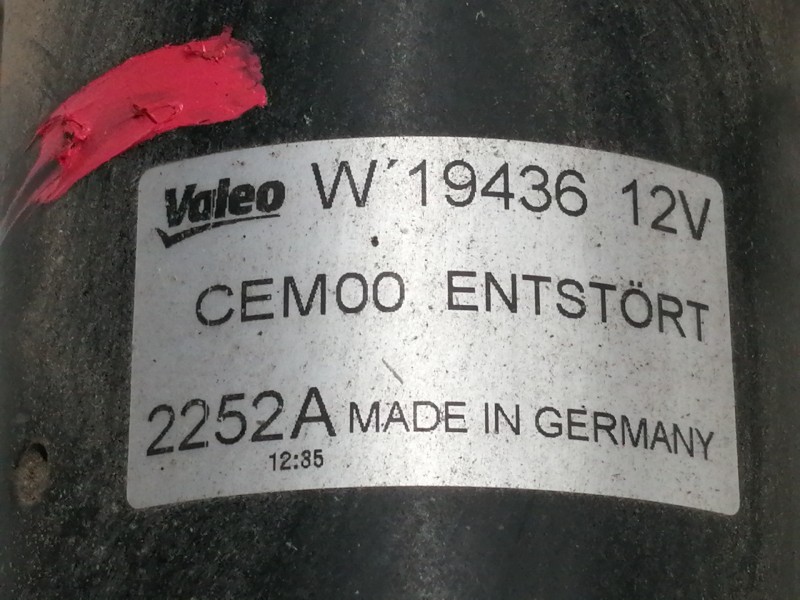 Valeo W 19436 12V
CEM00 ENTSTÖRT
2252A MADE IN GERMANY
12:35